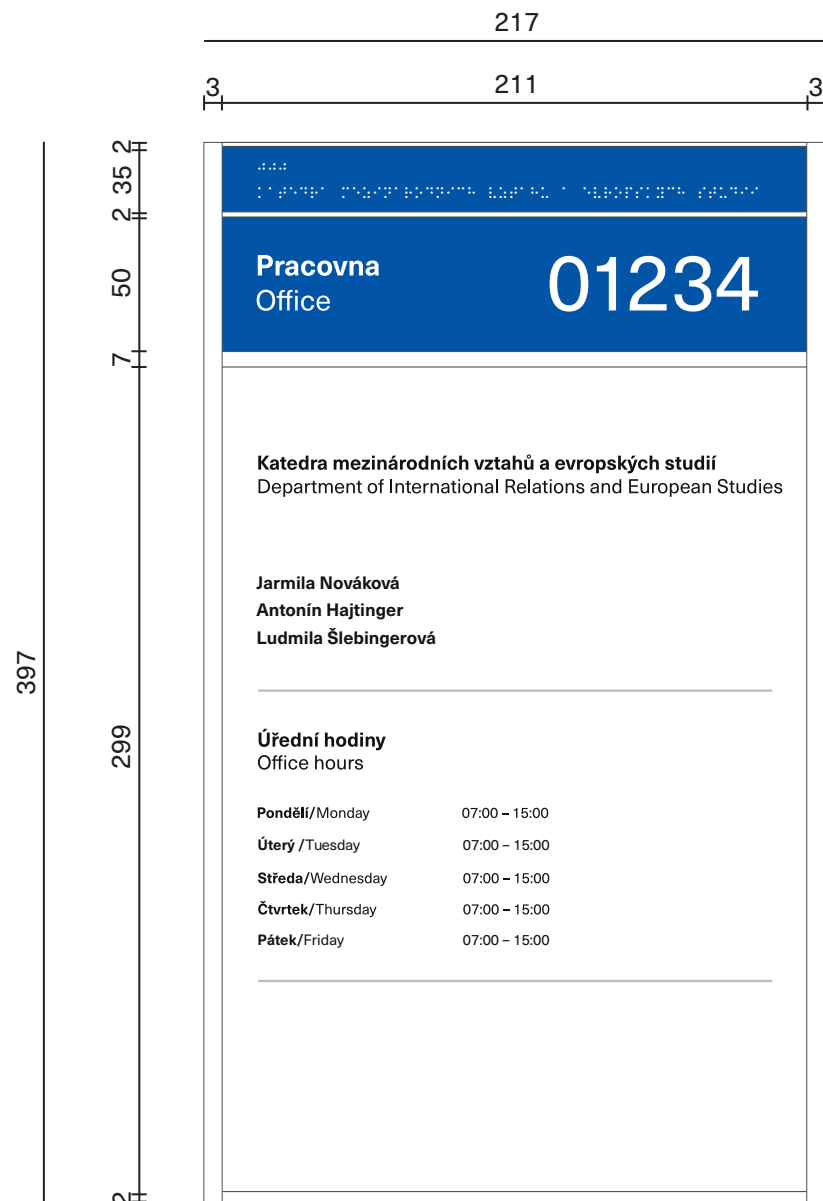 217
3 211 3
2
35
2
50
7
397
299
2
Pracovna 01234
Office
Katedra mezinárodních vztahů a evropských studií
Department of International Relations and European Studies
Jarmila Nováková
Antonín Hajtinger
Ludmila Šlebingerová
Úřední hodiny
Office hours
Pondělí/Monday 07:00 – 15:00
Úterý /Tuesday 07:00 – 15:00
Středa/Wednesday 07:00 – 15:00
Čtvrtek/Thursday 07:00 – 15:00
Pátek/Friday 07:00 – 15:00